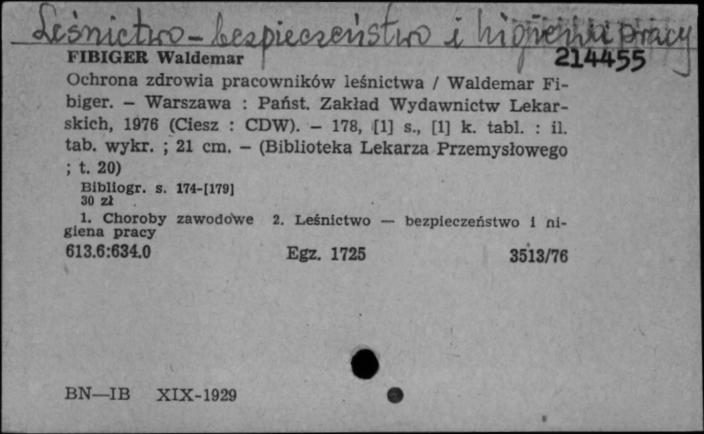 Leśnictwo - bezpieczeństwo i higiena pracy
FIBIGER Waldemar 214455
Ochrona zdrowia pracowników leśnictwa / Waldemar Fi-
biger. — Warszawa : Państ. Zakład Wydawnictw Lekar-
skich, 1976 (Ciesz : CDW). — 178, [1] s., [1] k. tabl. : il.
tab. wykr. ; 21 cm. — (Biblioteka Lekarza Przemysłowego
; t. 20)
Bibliogr. s. 174-[179]
30 zł
1. Choroby zawodowe 2. Leśnictwo — bezpieczeństwo i ni-
giena pracy
613.6:634.0 Egz. 1725 3513/76
BN—IB XIX-1929